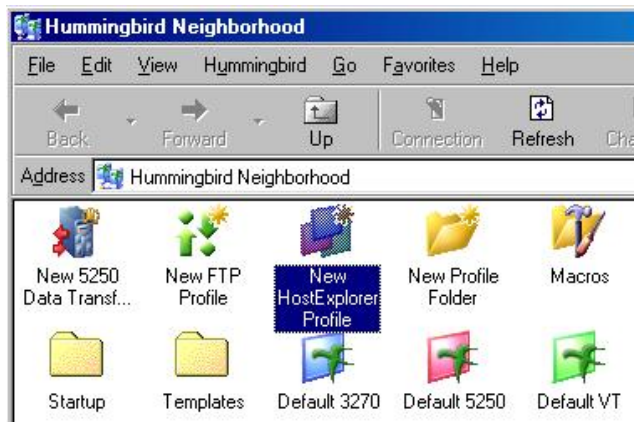 Hummingbird Neighborhood
File Edit View Hummingbird Go Favorites Help
Back Forward Up Connection Refresh Cha
Address Hummingbird Neighborhood
New 5250 New FTP New New Profile Macros
Data Transf... Profile HostExplorer Folder
Profile
Startup Templates Default 3270 Default 5250 Default VT